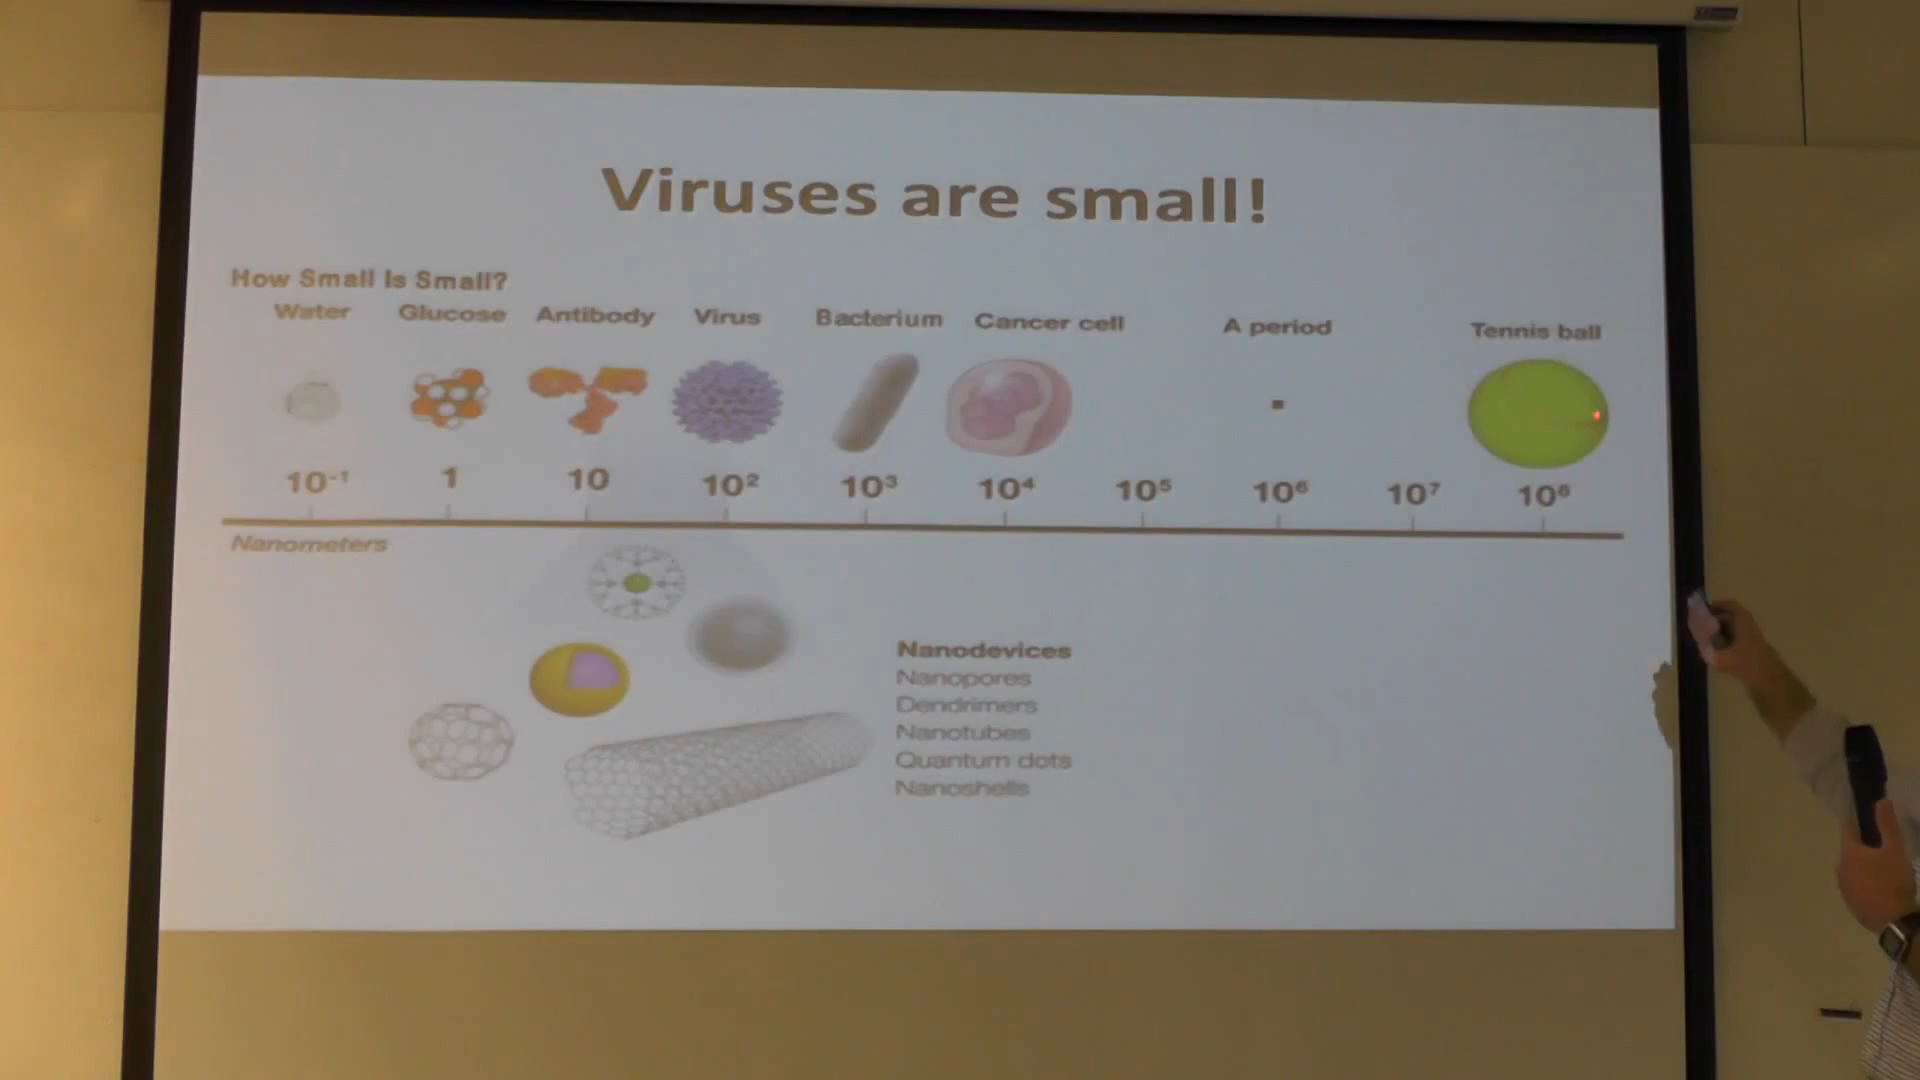 Viruses are small!
How Small Is Small?
Water Glucose Antibody Virus Bacterium Cancer cell A period Tennis ball
10⁻¹ 1 10 10² 10³ 10⁴ 10⁵ 10⁶ 10⁷ 10⁸
Nanometers
Nanodevices
Nanopores
Dendrimers
Nanotubes
Quantum dots
Nanoshells